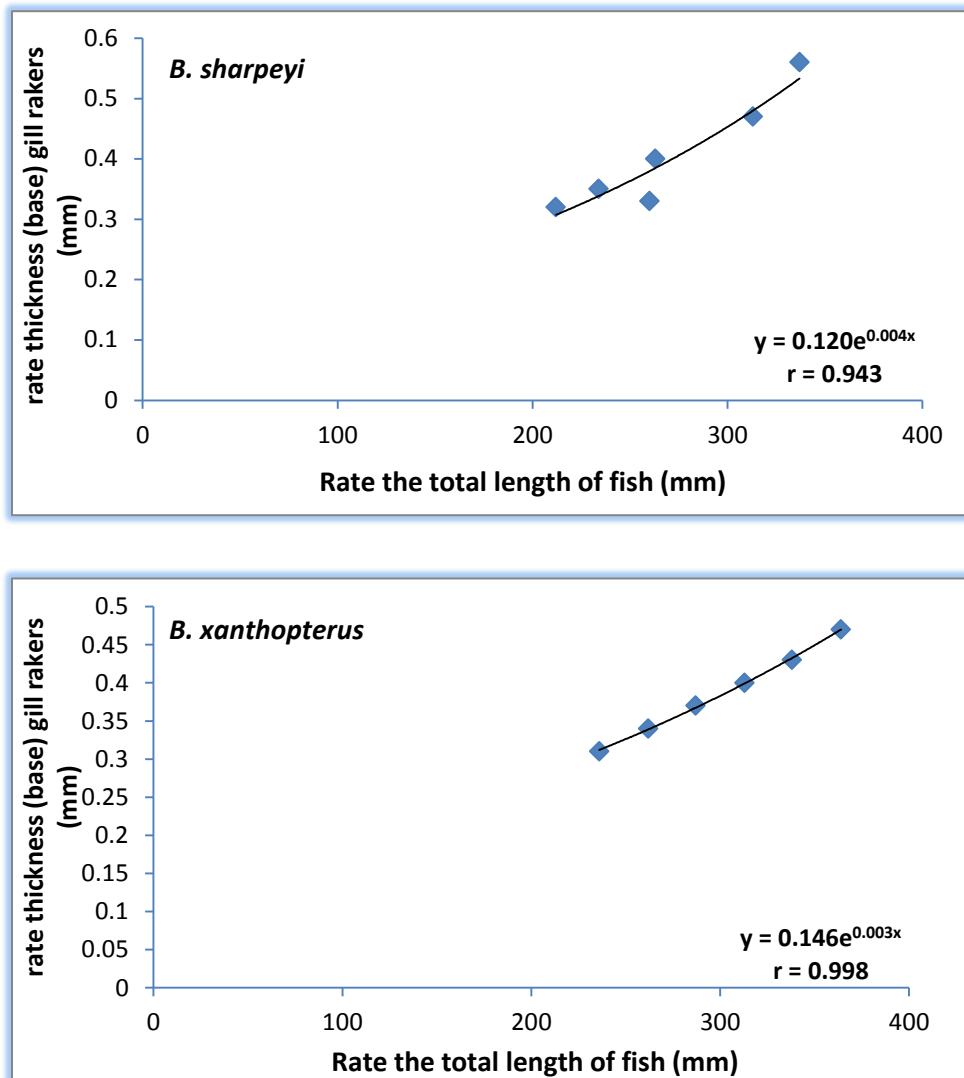 B. sharpeyi
rate thickness (base) gill rakers
(mm)
0.6
0.5
0.4
0.3
0.2
0.1
0
y = 0.120e^0.004x
r = 0.943
0 100 200 300 400
Rate the total length of fish (mm)
B. xanthopterus
rate thickness (base) gill rakers
(mm)
0.5
0.45
0.4
0.35
0.3
0.25
0.2
0.15
0.1
0.05
0
y = 0.146e^0.003x
r = 0.998
0 100 200 300 400
Rate the total length of fish (mm)